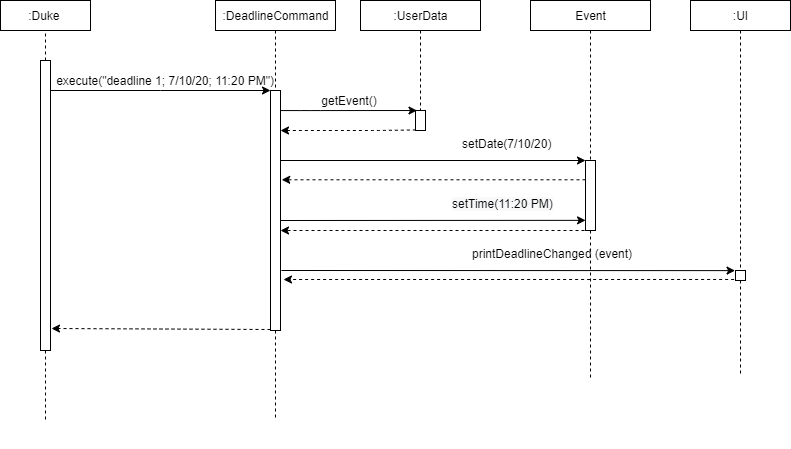 :Duke
:DeadlineCommand
:UserData
Event
:UI
execute("deadline 1; 7/10/20; 11:20 PM")
getEvent()
setDate(7/10/20)
setTime(11:20 PM)
printDeadlineChanged (event)